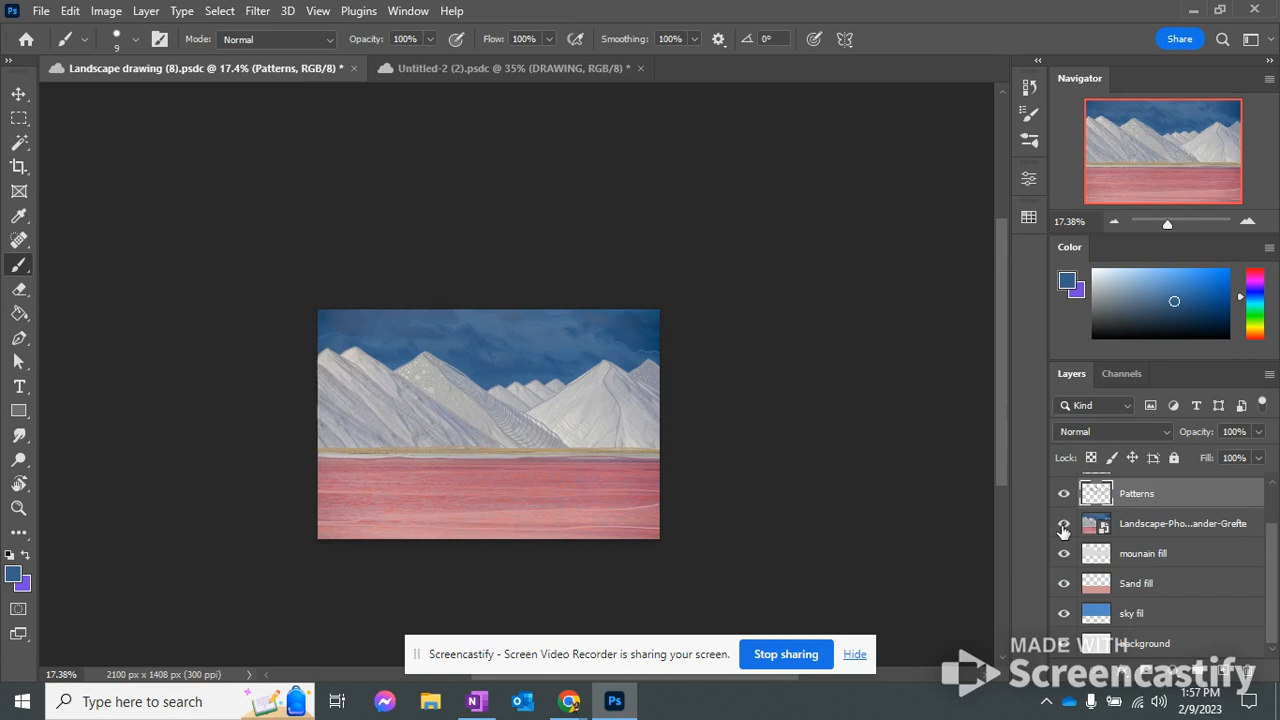 File Edit Image Layer Type Select Filter 3D View Plugins Window Help
9 Mode: Normal Opacity: 100% Flow: 100% Smoothing: 100% 0° Share
Landscape drawing (8).psdc @ 17.4% (Patterns, RGB/8) * Untitled-2 (2).psdc @ 35% (DRAWING, RGB/8) *
Navigator
17.38%
Color
Layers Channels
Kind
Normal Opacity: 100%
Lock: Fill: 100%
Patterns
Landscape-Pho...ander-Grefte
mounain fill
Sand fill
sky fil
Background
MADE WITH
Screencastify
Screencastify - Screen Video Recorder is sharing your screen. Stop sharing Hide
17.38% 2100 px x 1408 px (300 ppi)
Type here to search
1:57 PM
2/9/2023